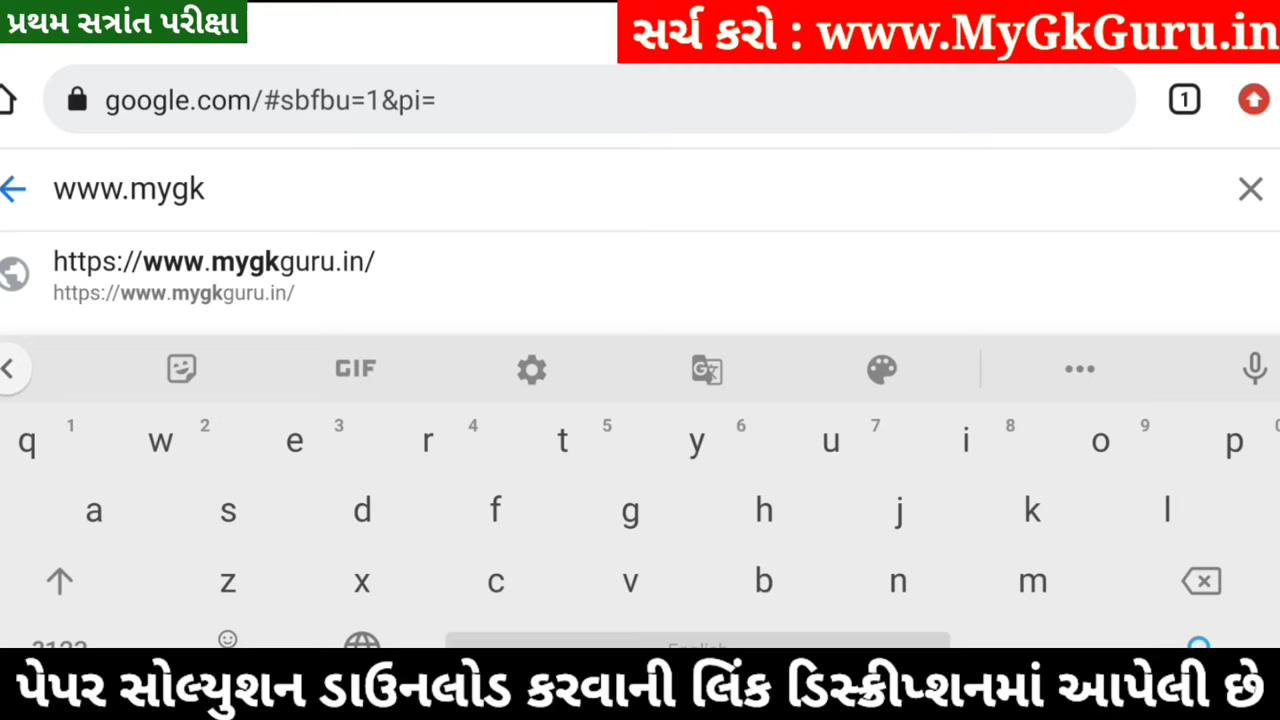 પ્રથમ સત્રાંત પરીક્ષા
સર્ચ કરો : www.MyGkGuru.in
google.com/#sbfbu=1&pi=
1
www.mygk
https://www.mygkguru.in/
https://www.mygkguru.in/
GIF
q 1 w 2 e 3 r 4 t 5 y 6 u 7 i 8 o 9 p 0
a s d f g h j k l
z x c v b n m
English
પેપર સોલ્યુશન ડાઉનલોડ કરવાની લિંક ડિસ્ક્રીપ્શનમાં આપેલી છે